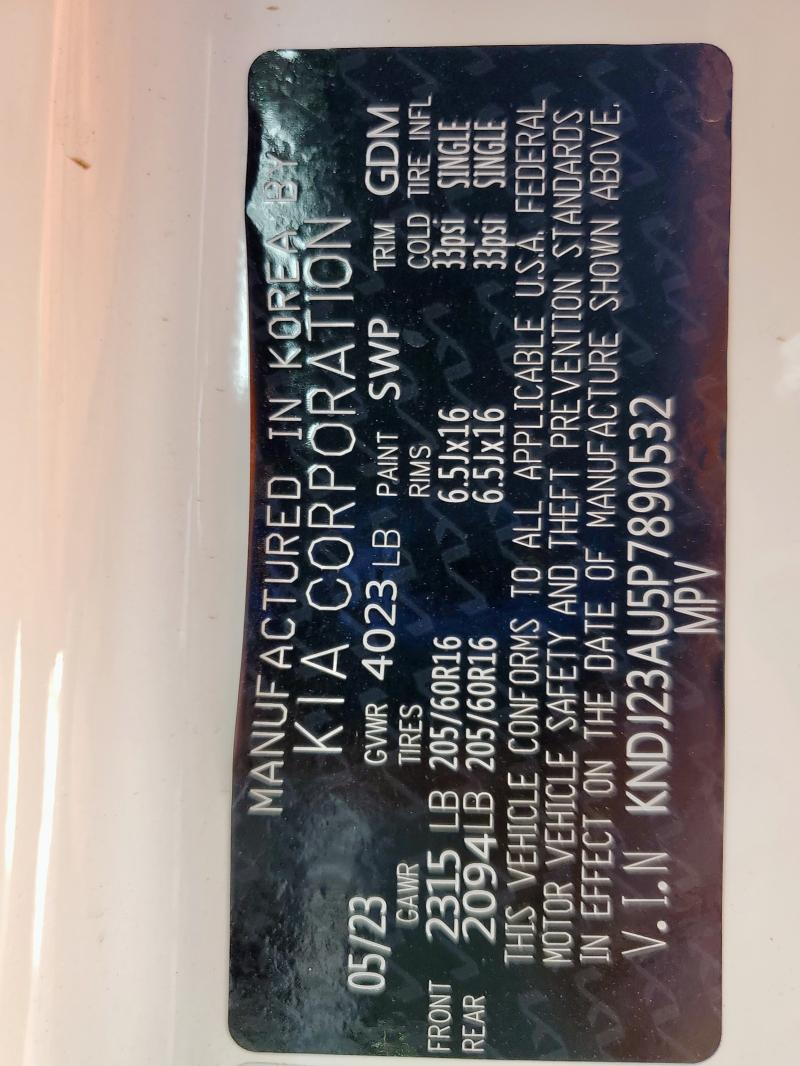 MANUFACTURED IN KOREA BY
KIA CORPORATION
05/23 GVWR 4023 LB PAINT SWP TRIM GDM
GAWR TIRES RIMS COLD TIRE INFL
FRONT 2315 LB 205/60R16 6.5Jx16 33psi SINGLE
REAR 2094LB 205/60R16 6.5Jx16 33psi SINGLE
THIS VEHICLE CONFORMS TO ALL APPLICABLE U.S.A. FEDERAL
MOTOR VEHICLE SAFETY AND THEFT PREVENTION STANDARDS
IN EFFECT ON THE DATE OF MANUFACTURE SHOWN ABOVE.
V.I.N KNDJ23AU5P7890532
MPV